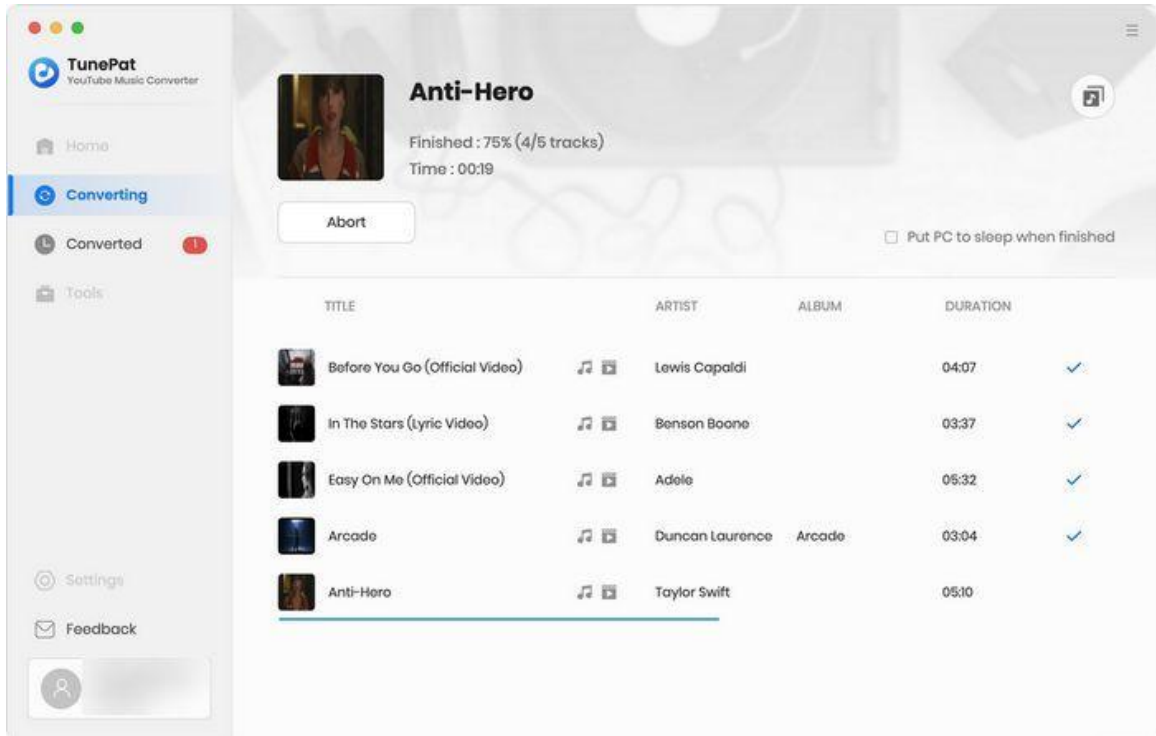 TunePat
YouTube Music Converter
Home
Converting
Converted
1
Tools
Settings
Feedback
Anti-Hero
Finished : 75% (4/5 tracks)
Time : 00:19
Abort
Put PC to sleep when finished
TITLE ARTIST ALBUM DURATION
Before You Go (Official Video) Lewis Capaldi 04:07
In The Stars (Lyric Video) Benson Boone 03:37
Easy On Me (Official Video) Adele 05:32
Arcade Duncan Laurence Arcade 03:04
Anti-Hero Taylor Swift 05:10